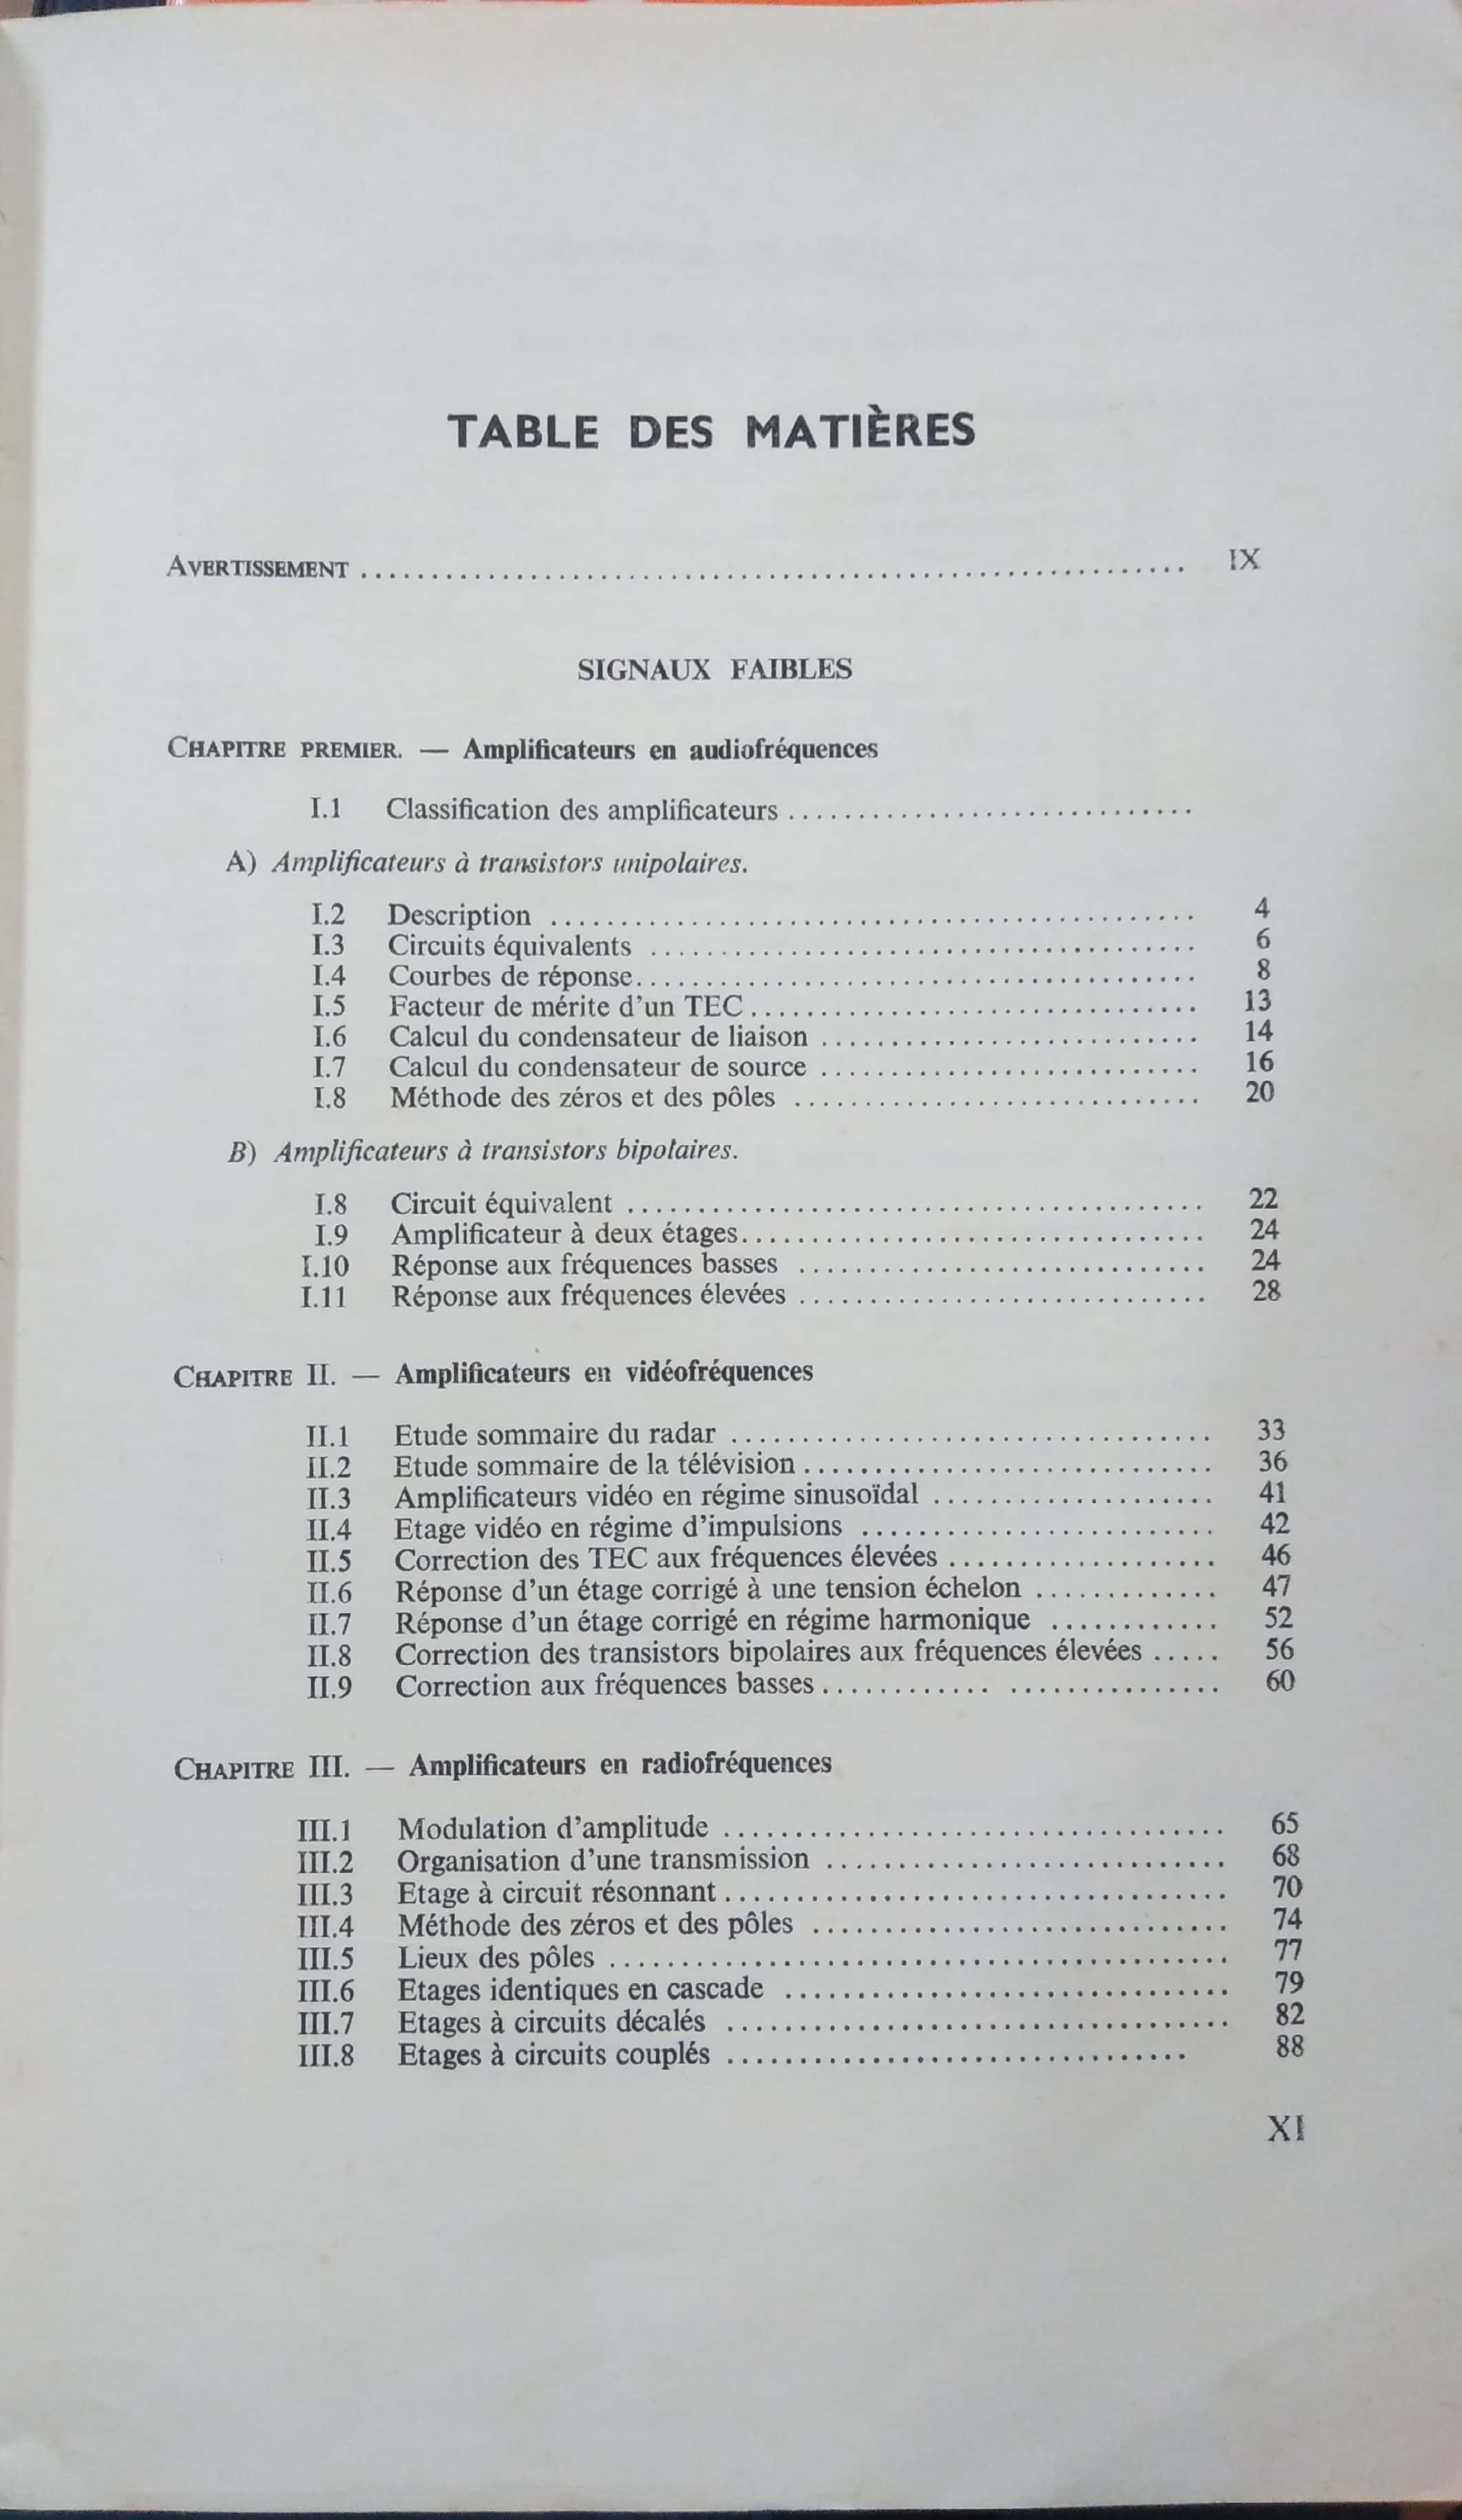 TABLE DES MATIÈRES
AVERTISSEMENT ........................................................... IX
SIGNAUX FAIBLES
CHAPITRE PREMIER. — Amplificateurs en audiofréquences
I.1 Classification des amplificateurs .............................
A) Amplificateurs à transistors unipolaires.
I.2 Description .............................................. 4
I.3 Circuits équivalents ....................................... 6
I.4 Courbes de réponse........................................ 8
I.5 Facteur de mérite d'un TEC................................ 13
I.6 Calcul du condensateur de liaison ........................... 14
I.7 Calcul du condensateur de source ........................... 16
I.8 Méthode des zéros et des pôles ............................. 20
B) Amplificateurs à transistors bipolaires.
I.8 Circuit équivalent ......................................... 22
I.9 Amplificateur à deux étages................................. 24
I.10 Réponse aux fréquences basses ............................. 24
I.11 Réponse aux fréquences élevées ............................. 28
CHAPITRE II. — Amplificateurs en vidéofréquences
II.1 Etude sommaire du radar .................................. 33
II.2 Etude sommaire de la télévision ............................. 36
II.3 Amplificateurs vidéo en régime sinusoïdal .................... 41
II.4 Etage vidéo en régime d'impulsions ......................... 42
II.5 Correction des TEC aux fréquences élevées ................... 46
II.6 Réponse d'un étage corrigé à une tension échelon ............. 47
II.7 Réponse d'un étage corrigé en régime harmonique ............ 52
II.8 Correction des transistors bipolaires aux fréquences élevées ..... 56
II.9 Correction aux fréquences basses ............ ............... 60
CHAPITRE III. — Amplificateurs en radiofréquences
III.1 Modulation d'amplitude .................................... 65
III.2 Organisation d'une transmission ............................. 68
III.3 Etage à circuit résonnant .................................... 70
III.4 Méthode des zéros et des pôles .............................. 74
III.5 Lieux des pôles ............................................ 77
III.6 Etages identiques en cascade ................................ 79
III.7 Etages à circuits décalés .................................... 82
III.8 Etages à circuits couplés ................................. 88
XI